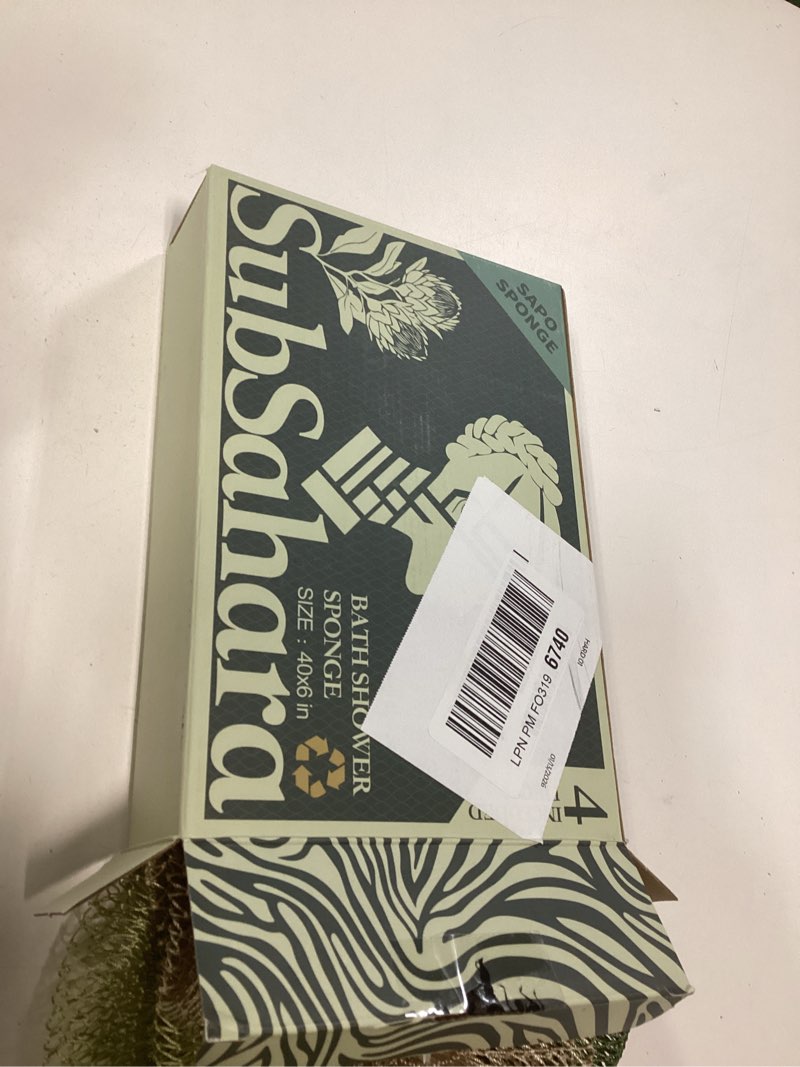 SubSahara
SAPO
SPONGE
BATH SHOWER
SPONGE
SIZE : 40x6 in
4
LPN PM FO319 6740